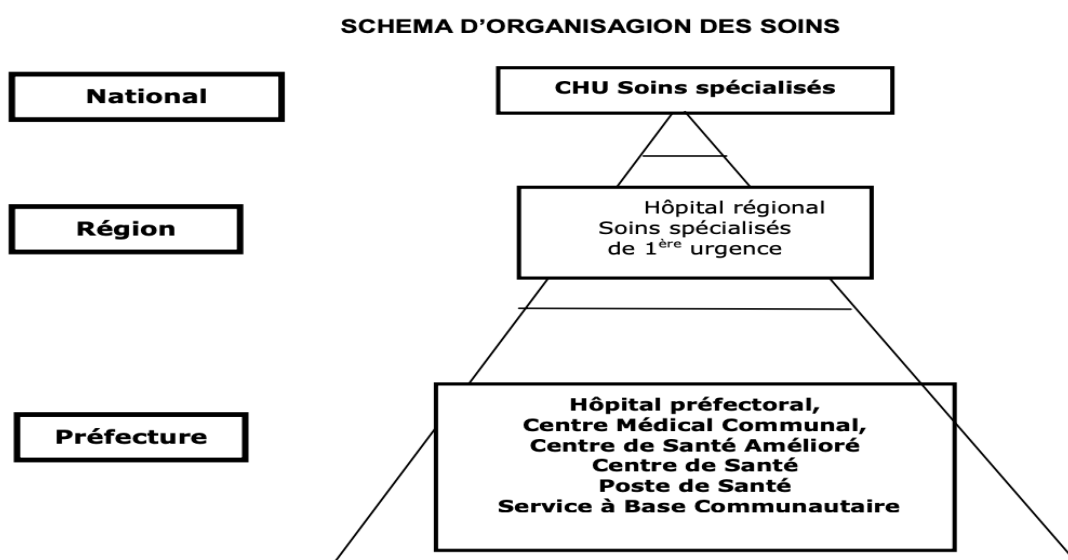 SCHEMA D'ORGANISAGION DES SOINS
National
CHU Soins spécialisés
Région
Hôpital régional
Soins spécialisés
de 1ère urgence
Préfecture
Hôpital préfectoral,
Centre Médical Communal,
Centre de Santé Amélioré
Centre de Santé
Poste de Santé
Service à Base Communautaire